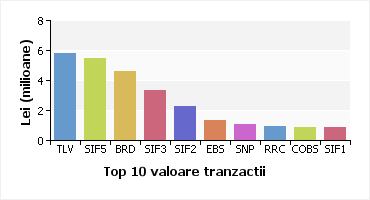 Lei (milioane)
8
6
4
2
0
TLV SIF5 BRD SIF3 SIF2 EBS SNP RRC COBS SIF1
Top 10 valoare tranzactii